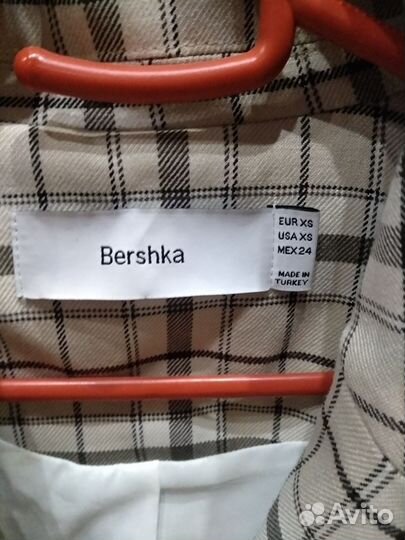 Bershka
EUR XS
USA XS
MEX 24
MADE IN
TURKEY
Avito